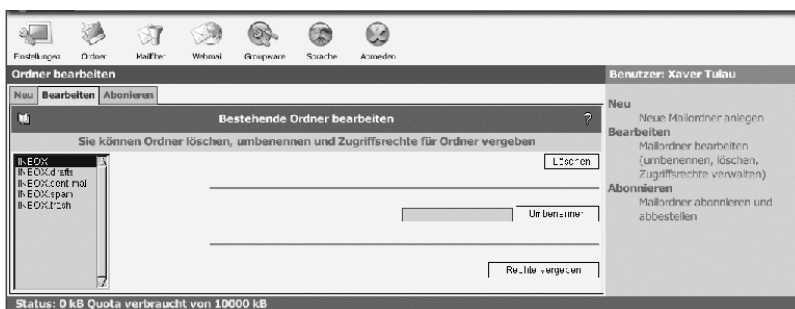 Einstellungen Ordner Mailfilter Webmail Groupware Sprache Abmelden
Ordner bearbeiten
Benutzer: Xaver Tulau
Neu Bearbeiten Abonieren
Bestehende Ordner bearbeiten ?
Sie können Ordner löschen, umbenennen und Zugriffsrechte für Ordner vergeben
INBOX
INBOX.drafts
INBOX.sent-mail
INBOX.spam
INBOX.trash
Löschen
Umbenennen
Rechte vergeben
Neu
Neue Mailordner anlegen
Bearbeiten
Mailordner bearbeiten
(umbenennen, löschen,
Zugriffsrechte verwalten)
Abonnieren
Mailordner abonnieren und
abbestellen
Status: 0 kB Quota verbraucht von 10000 kB